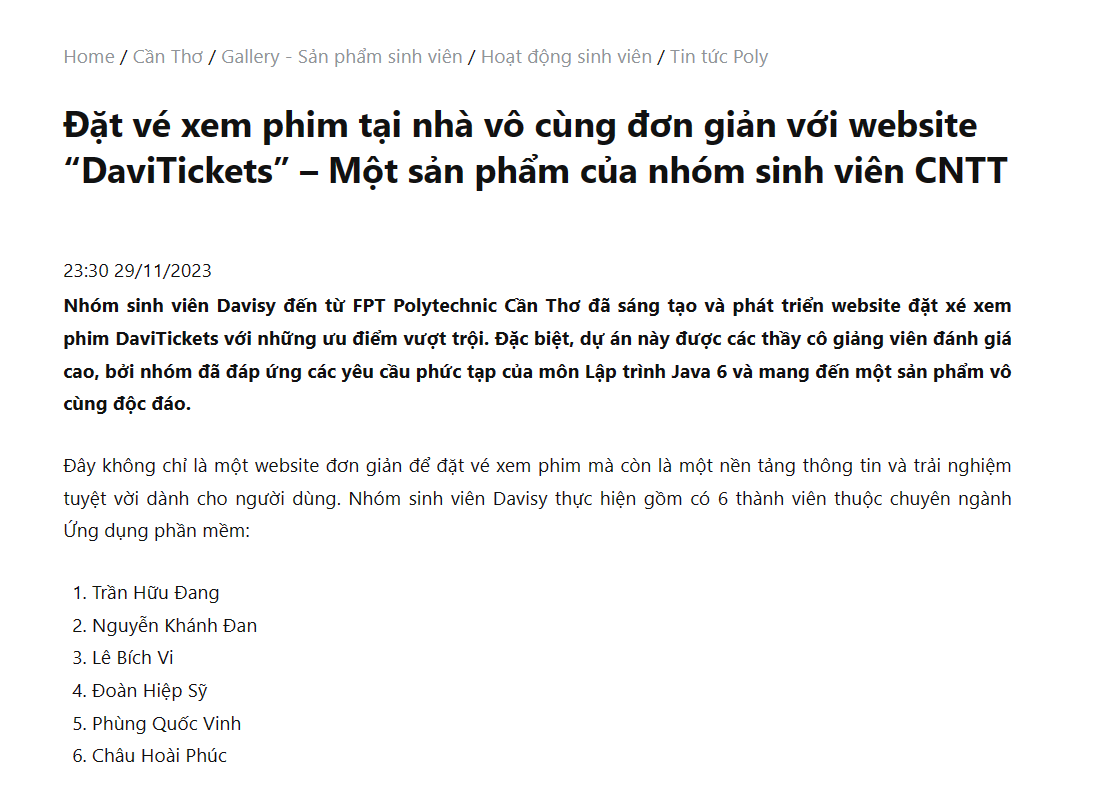 Home / Cần Thơ / Gallery - Sản phẩm sinh viên / Hoạt động sinh viên / Tin tức Poly
Đặt vé xem phim tại nhà vô cùng đơn giản với website
“DaviTickets” – Một sản phẩm của nhóm sinh viên CNTT
23:30 29/11/2023
Nhóm sinh viên Davisy đến từ FPT Polytechnic Cần Thơ đã sáng tạo và phát triển website đặt xé xem
phim DaviTickets với những ưu điểm vượt trội. Đặc biệt, dự án này được các thầy cô giảng viên đánh giá
cao, bởi nhóm đã đáp ứng các yêu cầu phức tạp của môn Lập trình Java 6 và mang đến một sản phẩm vô
cùng độc đáo.
Đây không chỉ là một website đơn giản để đặt vé xem phim mà còn là một nền tảng thông tin và trải nghiệm
tuyệt vời dành cho người dùng. Nhóm sinh viên Davisy thực hiện gồm có 6 thành viên thuộc chuyên ngành
Ứng dụng phần mềm:
1. Trần Hữu Đang
2. Nguyễn Khánh Đan
3. Lê Bích Vi
4. Đoàn Hiệp Sỹ
5. Phùng Quốc Vinh
6. Châu Hoài Phúc